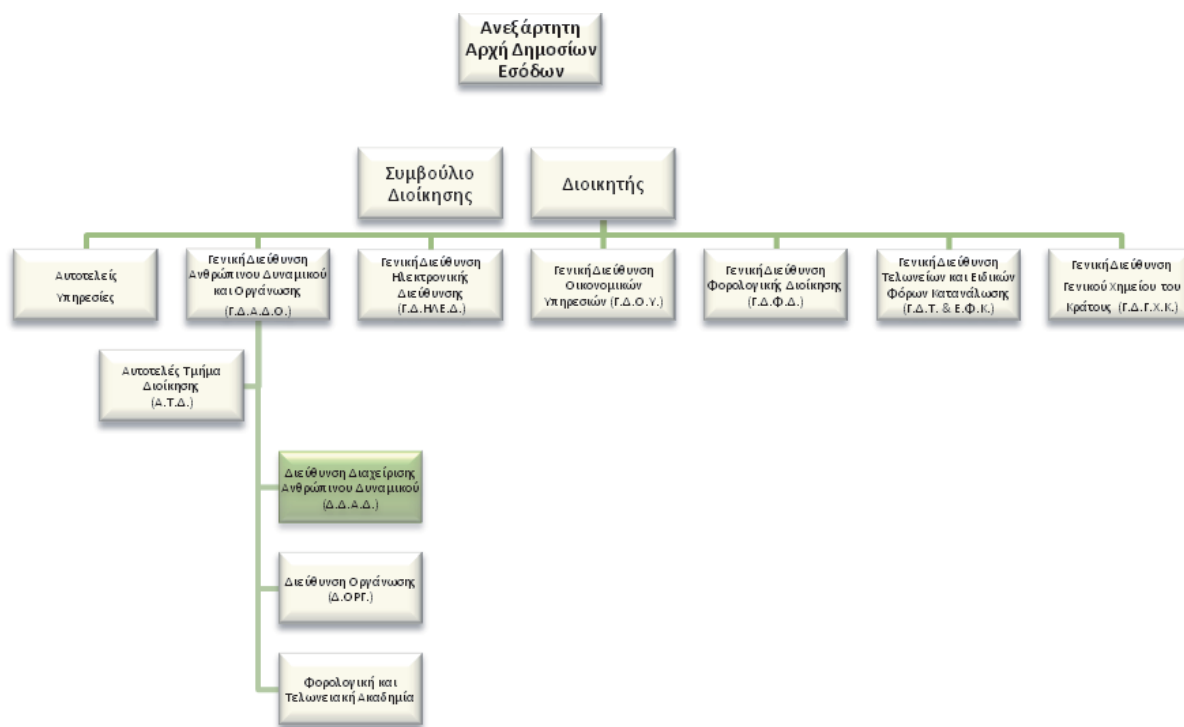 Ανεξάρτητη
Αρχή Δημοσίων
Εσόδων
Συμβούλιο
Διοίκησης
Διοικητής
Αυτοτελείς
Υπηρεσίες
Γενική Διεύθυνση
Ανθρώπινου Δυναμικού
και Οργάνωσης
(Γ.Δ.Α.Δ.Ο.)
Γενική Διεύθυνση
Ηλεκτρονικής
Διεύθυνσης
(Γ.Δ.ΗΛΕ.Δ.)
Γενική Διεύθυνση
Οικονομικών
Υπηρεσιών (Γ.Δ.Ο.Υ.)
Γενική Διεύθυνση
Φορολογικής Διοίκησης
(Γ.Δ.Φ.Δ.)
Γενική Διεύθυνση
Τελωνείων και Ειδικών
Φόρων Κατανάλωσης
(Γ.Δ.Τ. & Ε.Φ.Κ.)
Γενική Διεύθυνση
Γενικού Χημείου του
Κράτους (Γ.Δ.Γ.Χ.Κ.)
Αυτοτελές Τμήμα
Διοίκησης
(Α.Τ.Δ.)
Διεύθυνση Διαχείρισης
Ανθρώπινου Δυναμικού
(Δ.Δ.Α.Δ.)
Διεύθυνση Οργάνωσης
(Δ.ΟΡΓ.)
Φορολογική και
Τελωνειακή Ακαδημία